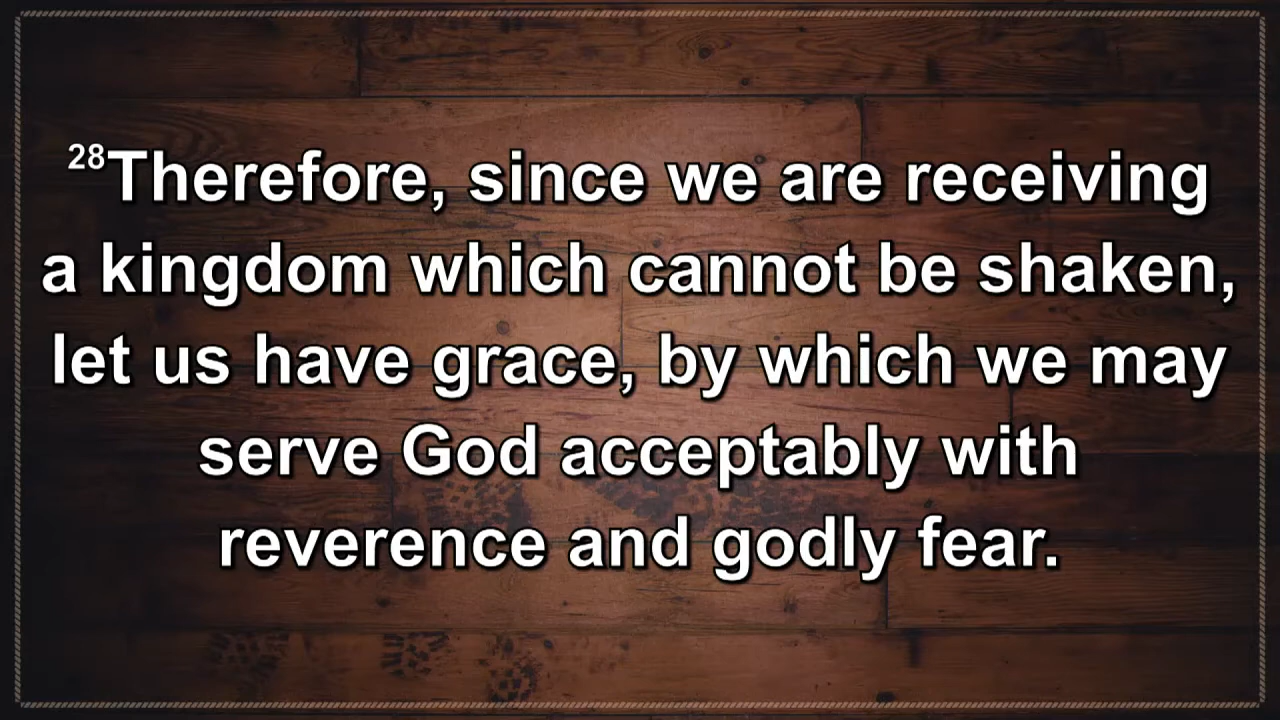 28Therefore, since we are receiving
a kingdom which cannot be shaken,
let us have grace, by which we may
serve God acceptably with
reverence and godly fear.